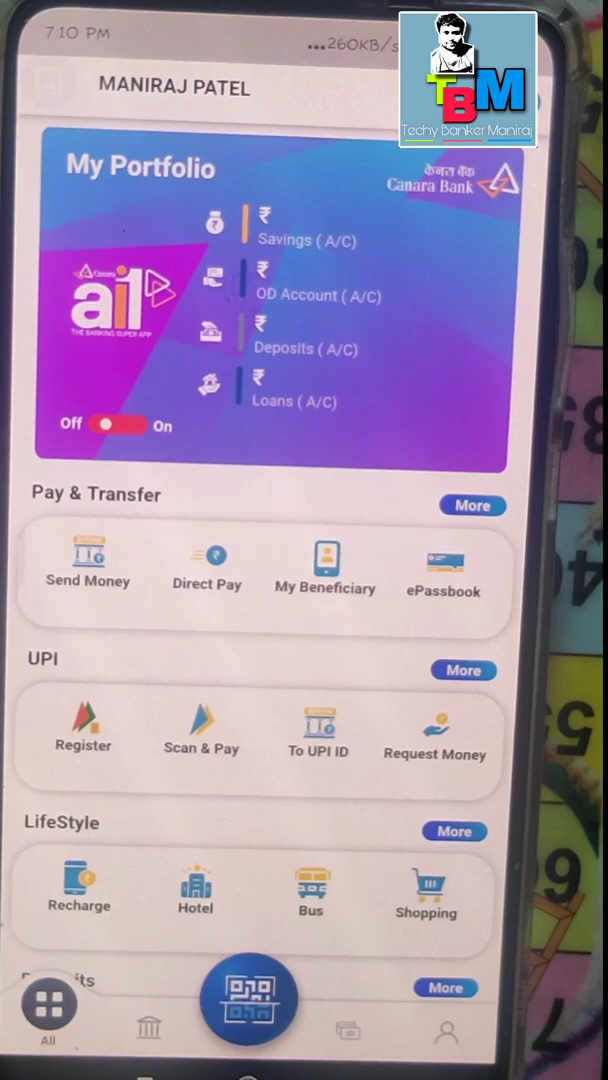 7:10 PM
...260KB/s
TBM
Techy Banker Maniraj
MANIRAJ PATEL
My Portfolio
केनरा बैंक
Canara Bank
₹
Savings ( A/C)
₹
OD Account ( A/C)
Canara
ai1
THE BANKING SUPER APP
₹
Deposits ( A/C)
₹
Loans ( A/C)
Off On
Pay & Transfer More
Send Money Direct Pay My Beneficiary ePassbook
UPI More
Register Scan & Pay To UPI ID Request Money
LifeStyle More
Recharge Hotel Bus Shopping
More
All